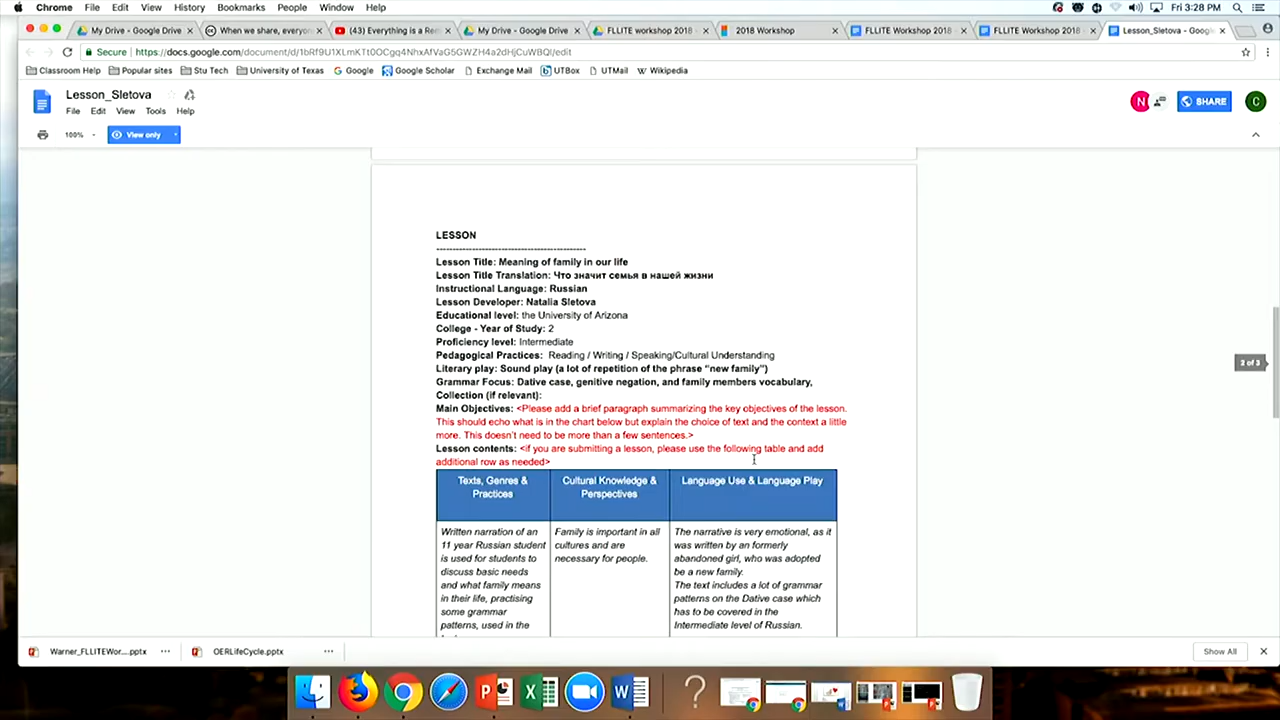 Chrome File Edit View History Bookmarks People Window Help Fri 3:28 PM
My Drive - Google Drive When we share, everyon (43) Everything is a Re My Drive - Google Drive FLLITE workshop 2018 2018 Workshop FLLITE Workshop 2018 FLLITE Workshop 2018 Lesson_Sletova - Goog
Secure
Classroom Help Popular sites Stu Tech University of Texas Google Google Scholar Exchange Mail UTBox UTMail Wikipedia
Lesson_Sletova
N SHARE C
File Edit View Tools Help
100% View only
LESSON
----------------------------------------------
Lesson Title: Meaning of family in our life
Lesson Title Translation: Что значит семья в нашей жизни
Instructional Language: Russian
Lesson Developer: Natalia Sletova
Educational level: the University of Arizona
College - Year of Study: 2
Proficiency level: Intermediate
Pedagogical Practices: Reading / Writing / Speaking/Cultural Understanding
2 of 3
Literary play: Sound play (a lot of repetition of the phrase “new family”)
Grammar Focus: Dative case, genitive negation, and family members vocabulary,
Collection (if relevant):
Main Objectives: <Please add a brief paragraph summarizing the key objectives of the lesson.
This should echo what is in the chart below but explain the choice of text and the context a little
more. This doesn’t need to be more than a few sentences.>
Lesson contents: <if you are submitting a lesson, please use the following table and add
additional row as needed>
Texts, Genres &
Practices
Cultural Knowledge &
Perspectives
Language Use & Language Play
Written narration of an
11 year Russian student
is used for students to
discuss basic needs
and what family means
in their life, practising
some grammar
patterns, used in the
Family is important in all
cultures and are
necessary for people.
The narrative is very emotional, as it
was written by an formerly
abandoned girl, who was adopted
be a new family.
The text includes a lot of grammar
patterns on the Dative case which
has to be covered in the
Intermediate level of Russian.
Warner_FLLITEWor....pptx OERLifeCycle.pptx Show All